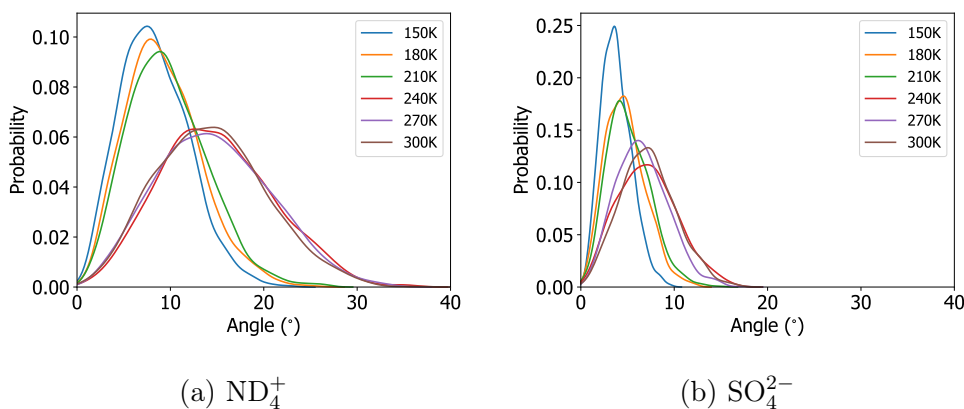 0.10
0.08
0.06
0.04
0.02
0.00
Probability
0
10
20
30
40
Angle (°)
150K
180K
210K
240K
270K
300K
(a) ND₄⁺
0.25
0.20
0.15
0.10
0.05
0.00
Probability
0
10
20
30
40
Angle (°)
150K
180K
210K
240K
270K
300K
(b) SO₄²⁻